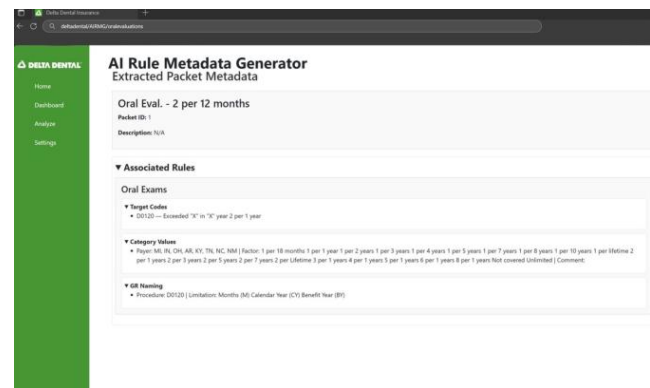 Delta Dental Insurance
deltadental/AIRMG/oralevaluations
DELTA DENTAL
Home
Dashboard
Analyze
Settings
AI Rule Metadata Generator
Extracted Packet Metadata
Oral Eval. - 2 per 12 months
Packet ID: 1
Description: N/A
▼ Associated Rules
Oral Exams
▼ Target Codes
• D0120 — Exceeded "X" in "X" year 2 per 1 year
▼ Category Values
• Payer: MI, IN, OH, AR, KY, TN, NC, NM | Factor: 1 per 18 months 1 per 1 year 1 per 2 years 1 per 3 years 1 per 4 years 1 per 5 years 1 per 7 years 1 per 8 years 1 per 10 years 1 per lifetime 2
per 1 years 2 per 3 years 2 per 5 years 2 per 7 years 2 per Lifetime 3 per 1 years 4 per 1 years 5 per 1 years 6 per 1 years 8 per 1 years Not covered Unlimited | Comment:
▼ GR Naming
• Procedure: D0120 | Limitation: Months (M) Calendar Year (CY) Benefit Year (BY)